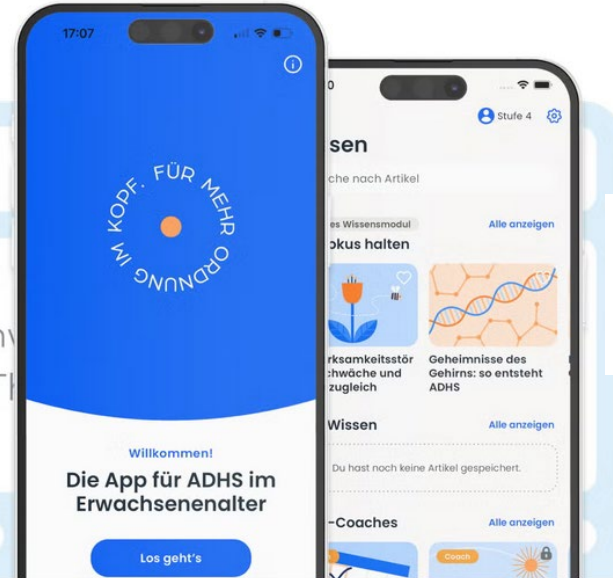 17:07
FÜR MEHR ORDNUNG IM KOPF.
Willkommen!
Die App für ADHS im
Erwachsenenalter
Los geht's
Stufe 4
sen
che nach Artikel
es Wissensmodul
Alle anzeigen
okus halten
rksamkeitsstör
hwäche und
zugleich
Geheimnisse des
Gehirns: so entsteht
ADHS
Wissen
Alle anzeigen
Du hast noch keine Artikel gespeichert.
-Coaches
Alle anzeigen
Coach